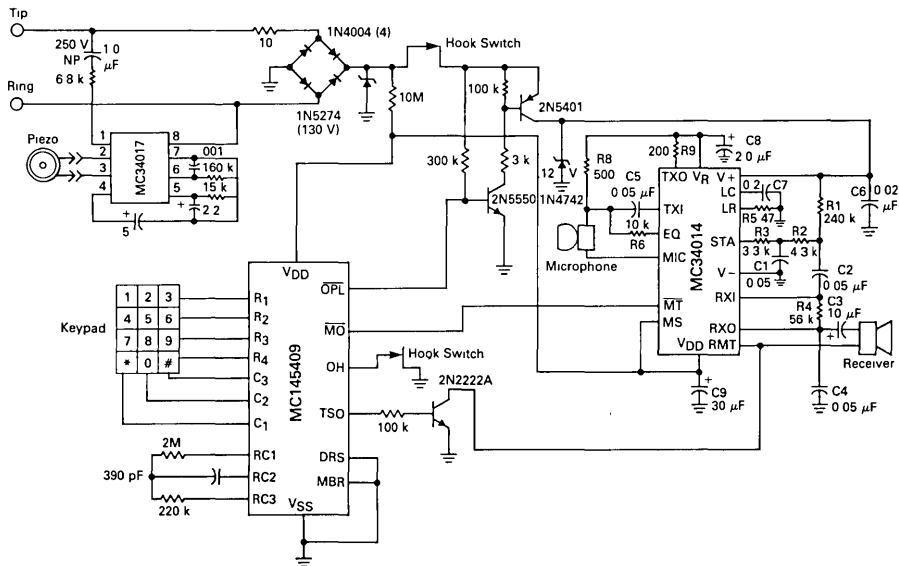 Tip
250 V
NP
1 0
μF
6 8 k
10
1N4004 (4)
Hook Switch
Ring
1N5274
(130 V)
10M
100 k
2N5401
Piezo
1
2
3
4
MC34017
8
7
6
5
001
160 k
15 k
2 2
+
5
+
300 k
3 k
2N5550
12 V
1N4742
R8
500
C5
0 05 μF
10 k
R6
Microphone
200
R9
C8
2 0 μF
+
TXO
VR
V+
TXI
EQ
MIC
MT
MS
VDD
MC34014
LC
LR
STA
V−
RXI
RXO
RMT
0 2
C7
R5 47
R1
240 k
C6
0 02
μF
R3
3 3 k
R2
4 3 k
C1
0 05
C2
0 05 μF
R4
56 k
C3
10 μF
+
Receiver
C4
0 05 μF
+
C9
30 μF
Keypad
1 2 3
4 5 6
7 8 9
* 0 #
VDD
R1
R2
R3
R4
C3
C2
C1
RC1
RC2
RC3
VSS
MC145409
OPL
MO
OH
TSO
DRS
MBR
Hook Switch
2N2222A
100 k
2M
390 pF
220 k